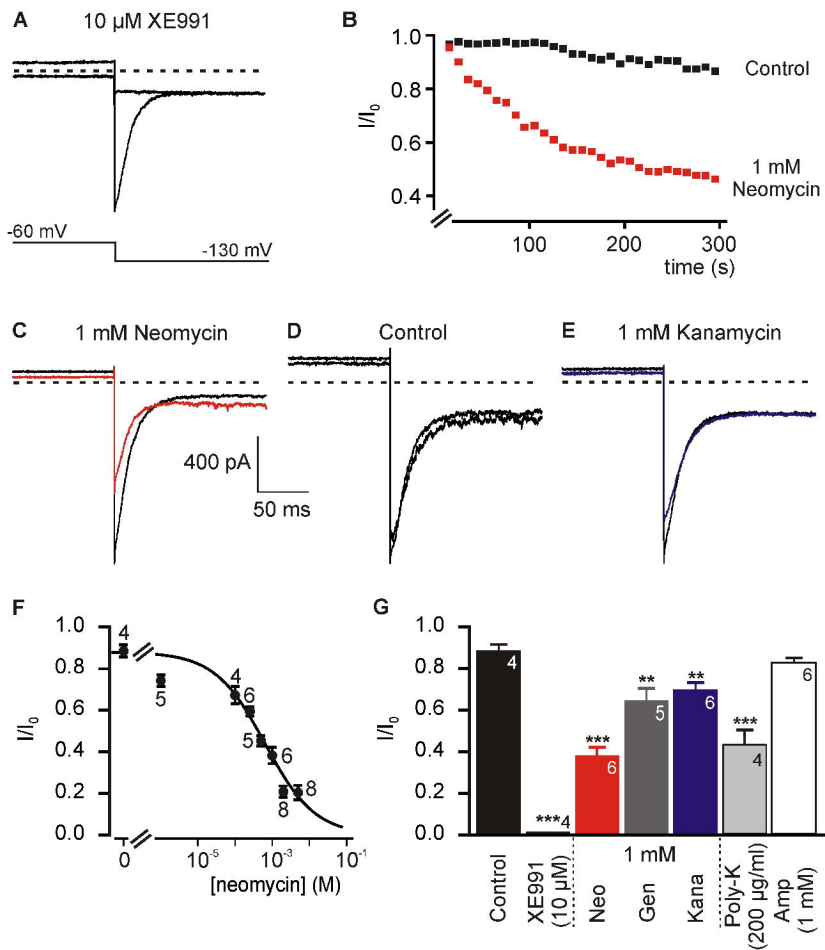 A
10 µM XE991
-60 mV
-130 mV
B
I/I0
1.0
0.8
0.6
0.4
100
200
300
time (s)
Control
1 mM
Neomycin
C
1 mM Neomycin
400 pA
50 ms
D
Control
E
1 mM Kanamycin
F
I/I0
1.0
0.8
0.6
0.4
0.2
0.0
4
5
4
6
5
6
8
8
0
10-5
10-3
10-1
[neomycin] (M)
G
I/I0
1.0
0.8
0.6
0.4
0.2
0.0
4
***4
***
6
**
5
**
6
***
4
6
1 mM
Control
XE991
(10 µM)
Neo
Gen
Kana
Poly-K
(200 µg/ml)
Amp
(1 mM)